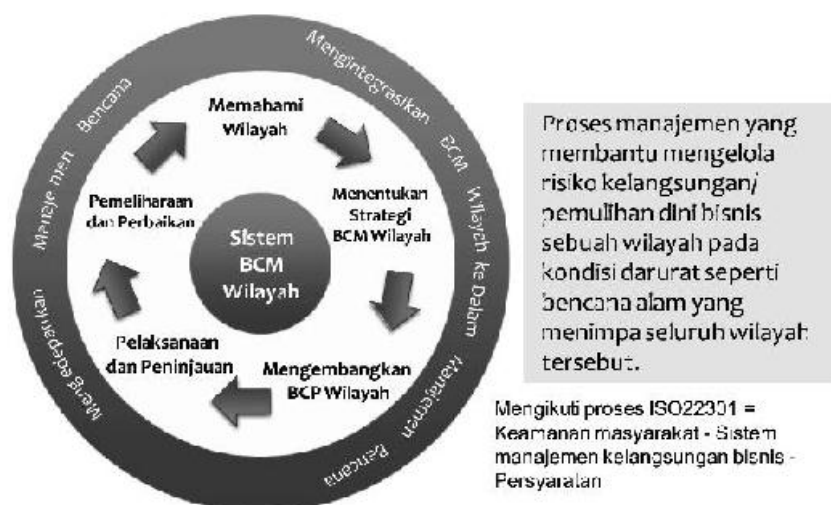 Mengintegrasikan BCM Wilayah ke Dalam Manajemen Bencana
Mengedepankan Manajemen Bencana
Memahami
Wilayah
Menentukan
Strategi
BCM Wilayah
Mengembangkan
BCP Wilayah
Pelaksanaan
dan Peninjauan
Pemeliharaan
dan Perbaikan
Sistem
BCM
Wilayah
Proses manajemen yang
membantu mengelola
risiko kelangsungan/
pemulihan dini bisnis
sebuah wilayah pada
kondisi darurat seperti
bencana alam yang
menimpa seluruh wilayah
tersebut.
Mengikuti proses ISO22301 =
Keamanan masyarakat - Sistem
manajemen kelangsungan bisnis -
Persyaratan